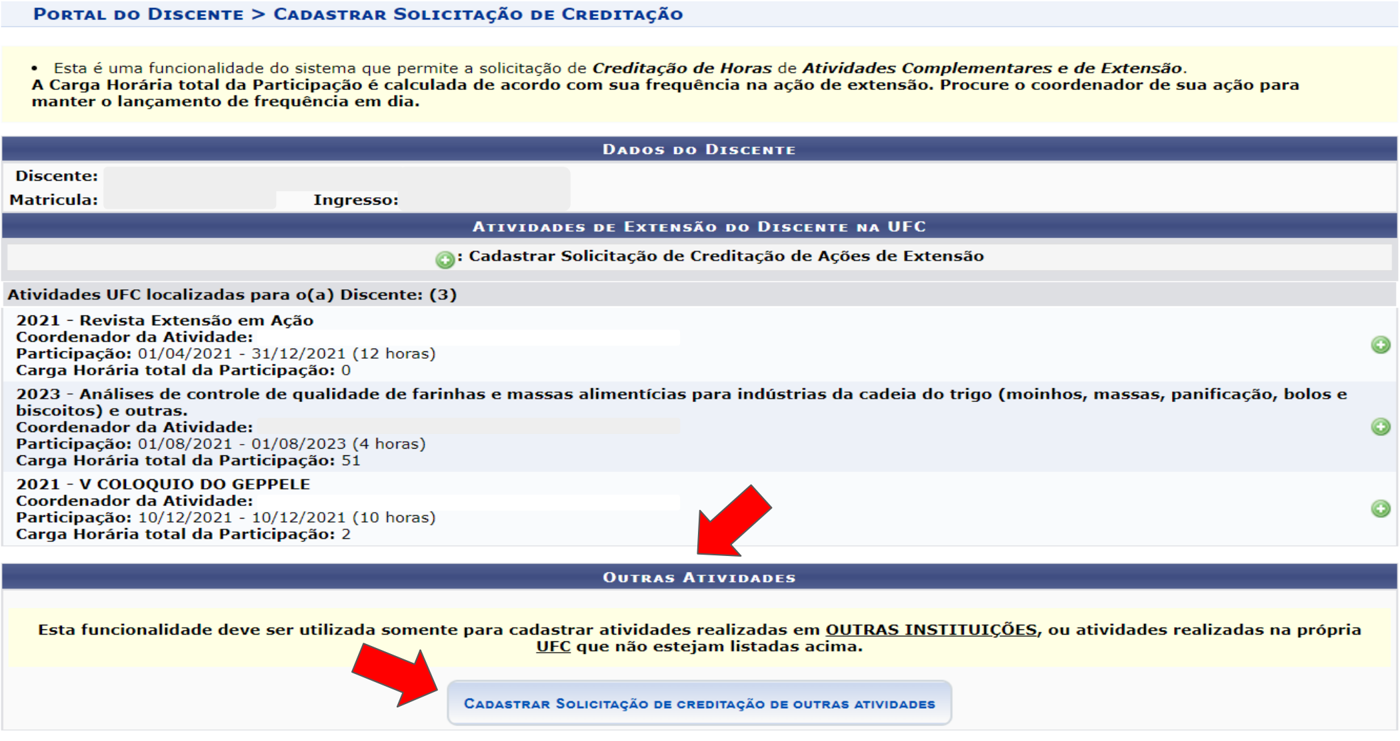 PORTAL DO DISCENTE > CADASTRAR SOLICITAÇÃO DE CREDITAÇÃO
• Esta é uma funcionalidade do sistema que permite a solicitação de Creditação de Horas de Atividades Complementares e de Extensão.
A Carga Horária total da Participação é calculada de acordo com sua frequência na ação de extensão. Procure o coordenador de sua ação para
manter o lançamento de frequência em dia.
DADOS DO DISCENTE
Discente:
Matricula: Ingresso:
ATIVIDADES DE EXTENSÃO DO DISCENTE NA UFC
: Cadastrar Solicitação de Creditação de Ações de Extensão
Atividades UFC localizadas para o(a) Discente: (3)
2021 - Revista Extensão em Ação
Coordenador da Atividade:
Participação: 01/04/2021 - 31/12/2021 (12 horas)
Carga Horária total da Participação: 0
2023 - Análises de controle de qualidade de farinhas e massas alimentícias para indústrias da cadeia do trigo (moinhos, massas, panificação, bolos e
biscoitos) e outras.
Coordenador da Atividade:
Participação: 01/08/2021 - 01/08/2023 (4 horas)
Carga Horária total da Participação: 51
2021 - V COLOQUIO DO GEPPELE
Coordenador da Atividade:
Participação: 10/12/2021 - 10/12/2021 (10 horas)
Carga Horária total da Participação: 2
OUTRAS ATIVIDADES
Esta funcionalidade deve ser utilizada somente para cadastrar atividades realizadas em OUTRAS INSTITUIÇÕES, ou atividades realizadas na própria
UFC que não estejam listadas acima.
CADASTRAR SOLICITAÇÃO DE CREDITAÇÃO DE OUTRAS ATIVIDADES